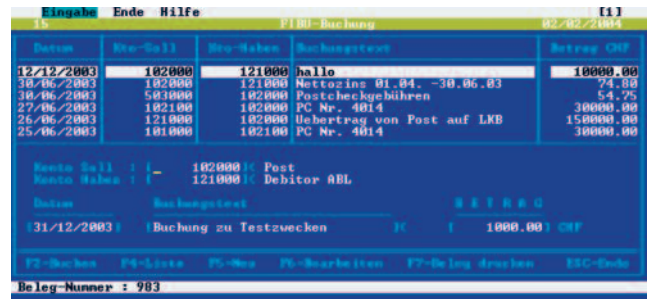 Eingabe Ende Hilfe [1]
15 FIBU-Buchung 02/02/2004
Datum Kto-Soll Kto-Haben Buchungstext Betrag CHF
12/12/2003 102000 121000 hallo 10000.00
30/06/2003 102000 121000 Nettozins 01.04. -30.06.03 74.80
30/06/2003 503000 102000 Postcheckgebühren 54.75
27/06/2003 102100 102000 PC Nr. 4014 30000.00
26/06/2003 121000 102000 Uebertrag von Post auf LKB 150000.00
25/06/2003 101000 102100 PC Nr. 4014 30000.00
Konto Soll : [_ 102000]< Post
Konto Haben : [ 121000]< Debitor ABL
Datum Buchungstext B E T R A G
[31/12/2003] [Buchung zu Testzwecken ]< [ 1000.00] CHF
F2-Buchen F4-Liste F5-Neu F6-Bearbeiten F7-Beleg drucken ESC-Ende
Beleg-Nummer : 983